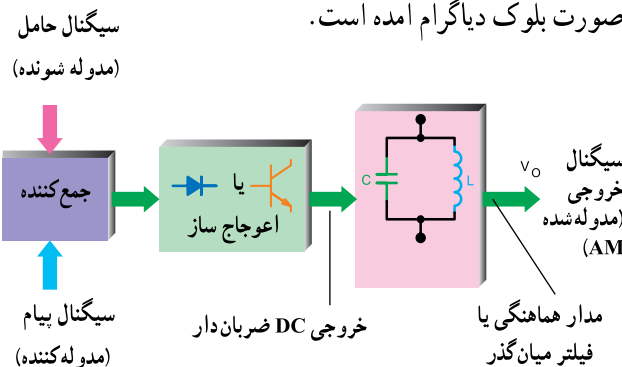 صورت بلوک دیاگرام امده است.
سیگنال حامل
(مدوله شونده)
جمع‌کننده
سیگنال پیام
(مدوله‌کننده)
یا
اعوجاج ساز
خروجی DC ضربان‌دار
C
L
مدار هماهنگی یا
فیلتر میان‌گذر
V_O
سیگنال
خروجی
(مدوله‌شده
AM)